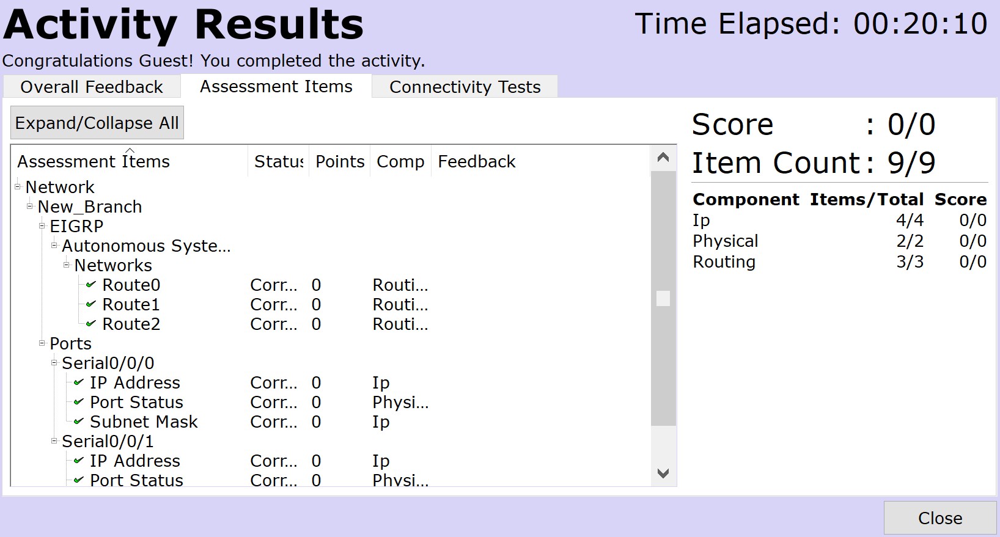 Activity Results
Time Elapsed: 00:20:10
Congratulations Guest! You completed the activity.
Overall Feedback Assessment Items Connectivity Tests
Expand/Collapse All
Assessment Items Status Points Comp Feedback
Network
New_Branch
EIGRP
Autonomous Syste...
Networks
Route0 Corr... 0 Routi...
Route1 Corr... 0 Routi...
Route2 Corr... 0 Routi...
Ports
Serial0/0/0
IP Address Corr... 0 Ip
Port Status Corr... 0 Physi...
Subnet Mask Corr... 0 Ip
Serial0/0/1
IP Address Corr... 0 Ip
Port Status Corr... 0 Physi...
Score : 0/0
Item Count : 9/9
Component Items/Total Score
Ip 4/4 0/0
Physical 2/2 0/0
Routing 3/3 0/0
Close